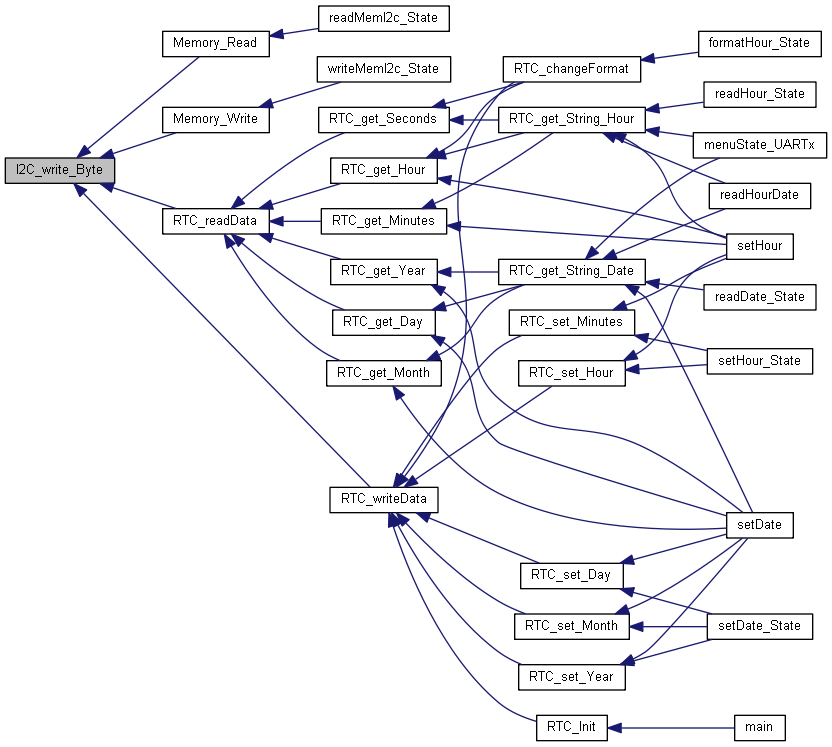 readMemI2c_State
Memory_Read
formatHour_State
writeMemI2c_State
RTC_changeFormat
readHour_State
Memory_Write
RTC_get_Seconds
RTC_get_String_Hour
menuState_UARTx
I2C_write_Byte
RTC_get_Hour
readHourDate
RTC_readData
RTC_get_Minutes
setHour
RTC_get_Year
RTC_get_String_Date
readDate_State
RTC_get_Day
RTC_set_Minutes
setHour_State
RTC_get_Month
RTC_set_Hour
RTC_writeData
setDate
RTC_set_Day
RTC_set_Month
setDate_State
RTC_set_Year
RTC_Init
main